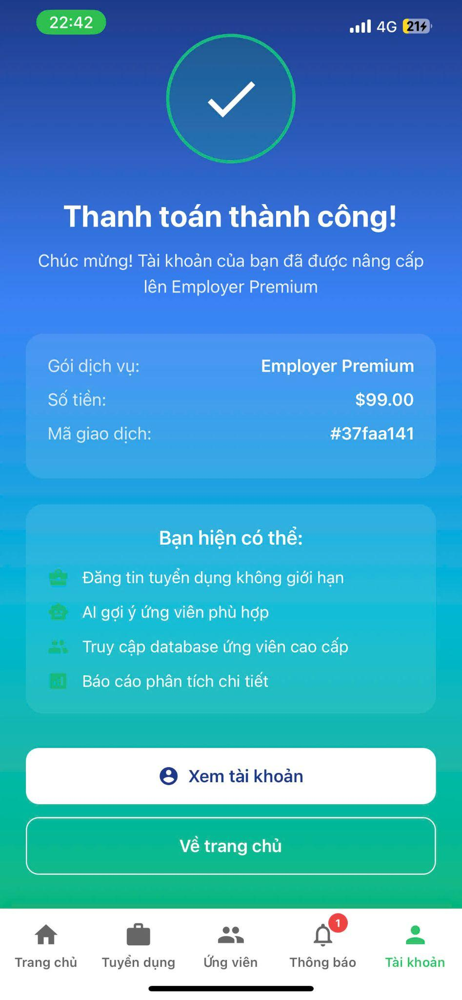 22:42
4G 21
Thanh toán thành công!
Chúc mừng! Tài khoản của bạn đã được nâng cấp
lên Employer Premium
Gói dịch vụ: Employer Premium
Số tiền: $99.00
Mã giao dịch: #37faa141
Bạn hiện có thể:
Đăng tin tuyển dụng không giới hạn
AI gợi ý ứng viên phù hợp
Truy cập database ứng viên cao cấp
Báo cáo phân tích chi tiết
Xem tài khoản
Về trang chủ
1
Trang chủ Tuyển dụng Ứng viên Thông báo Tài khoản